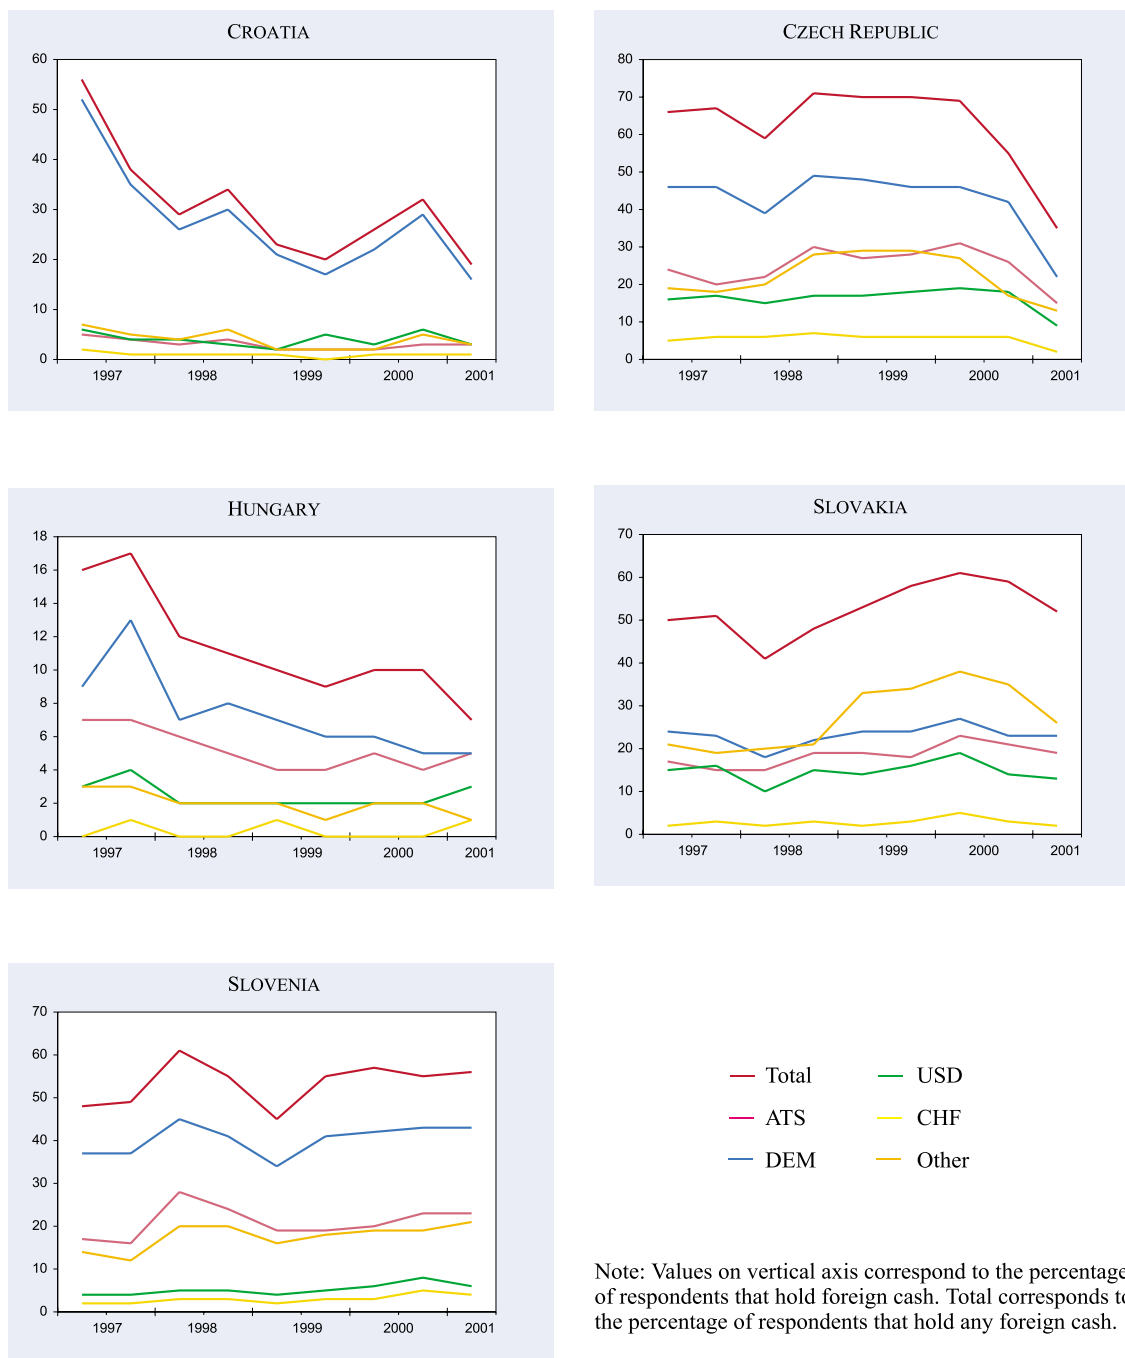 CROATIA
60
50
40
30
20
10
0
1997 1998 1999 2000 2001
CZECH REPUBLIC
80
70
60
50
40
30
20
10
0
1997 1998 1999 2000 2001
HUNGARY
18
16
14
12
10
8
6
4
2
0
1997 1998 1999 2000 2001
SLOVAKIA
70
60
50
40
30
20
10
0
1997 1998 1999 2000 2001
SLOVENIA
70
60
50
40
30
20
10
0
1997 1998 1999 2000 2001
Total USD
ATS CHF
DEM Other
Note: Values on vertical axis correspond to the percentage
of respondents that hold foreign cash. Total corresponds to
the percentage of respondents that hold any foreign cash.